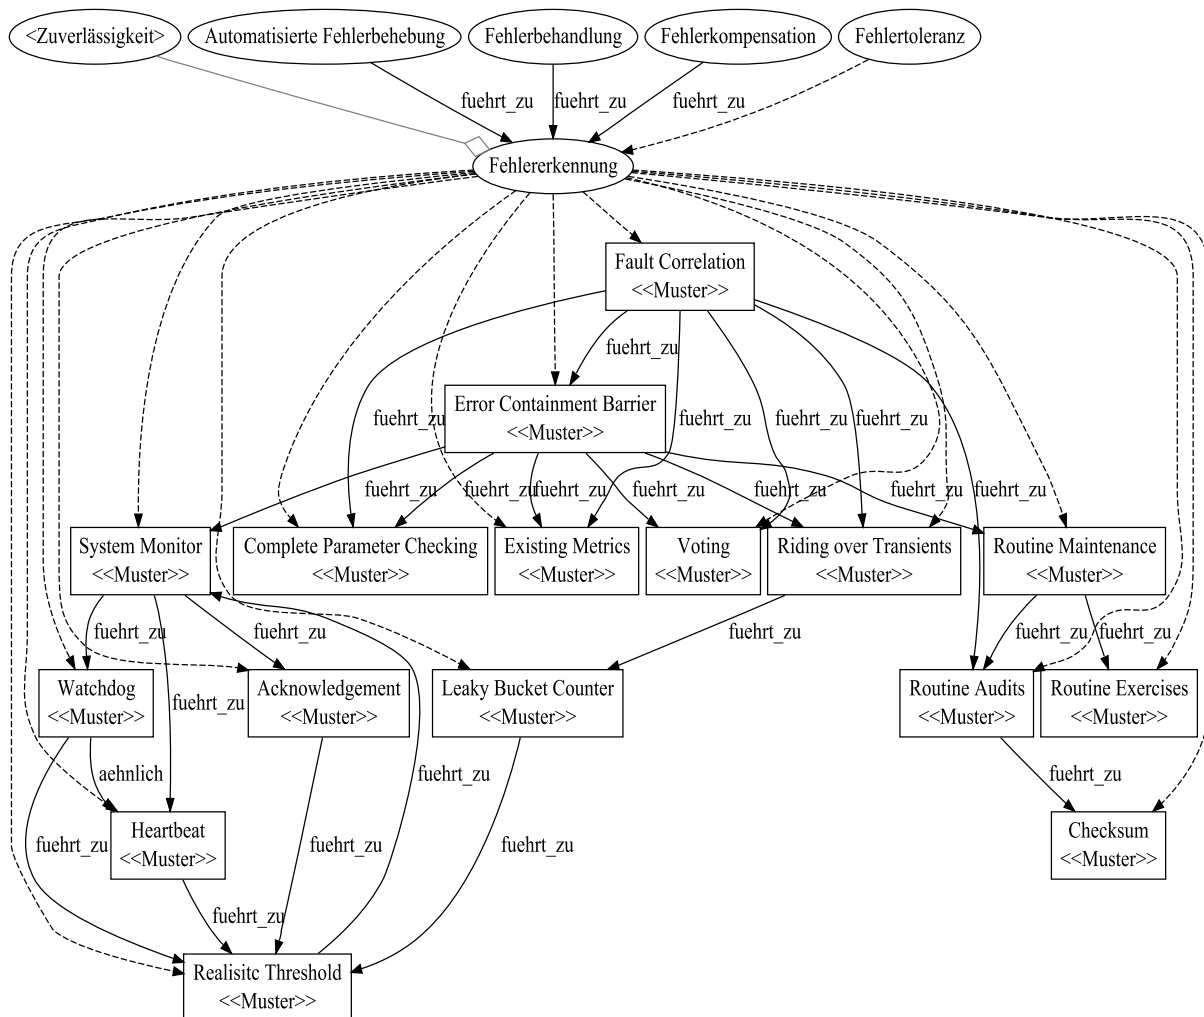 <Zuverlässigkeit>
Automatisierte Fehlerbehebung
Fehlerbehandlung
Fehlerkompensation
Fehlertoleranz
fuehrt_zu
fuehrt_zu
fuehrt_zu
Fehlererkennung
Fault Correlation
<<Muster>>
fuehrt_zu
Error Containment Barrier
<<Muster>>
fuehrt_zu
fuehrt_zu
fuehrt_zu
fuehrt_zu
fuehrt_zu
fuehrt_zu
fuehrt_zu
fuehrt_zu
fuehrt_zu
fuehrt_zu
fuehrt_zu
System Monitor
<<Muster>>
Complete Parameter Checking
<<Muster>>
Existing Metrics
<<Muster>>
Voting
<<Muster>>
Riding over Transients
<<Muster>>
Routine Maintenance
<<Muster>>
fuehrt_zu
fuehrt_zu
fuehrt_zu
fuehrt_zu
fuehrt_zu
Watchdog
<<Muster>>
fuehrt_zu
Acknowledgement
<<Muster>>
Leaky Bucket Counter
<<Muster>>
Routine Audits
<<Muster>>
Routine Exercises
<<Muster>>
aehnlich
fuehrt_zu
fuehrt_zu
Heartbeat
<<Muster>>
Checksum
<<Muster>>
fuehrt_zu
fuehrt_zu
fuehrt_zu
fuehrt_zu
Realisitc Threshold
<<Muster>>